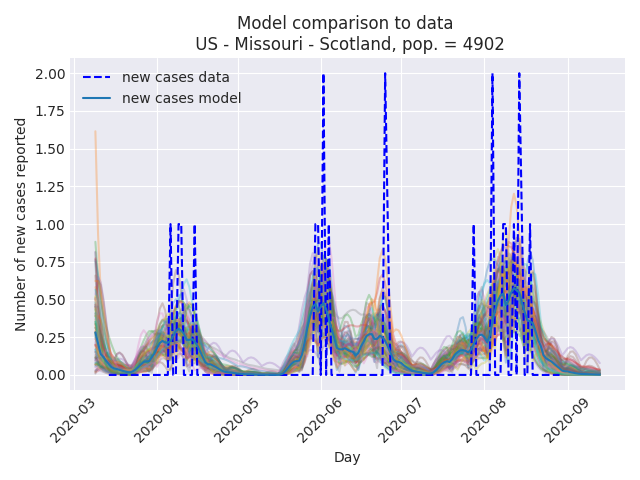 Model comparison to data
US - Missouri - Scotland, pop. = 4902
new cases data
new cases model
Number of new cases reported
2.00
1.75
1.50
1.25
1.00
0.75
0.50
0.25
0.00
2020-03
2020-04
2020-05
2020-06
2020-07
2020-08
2020-09
Day